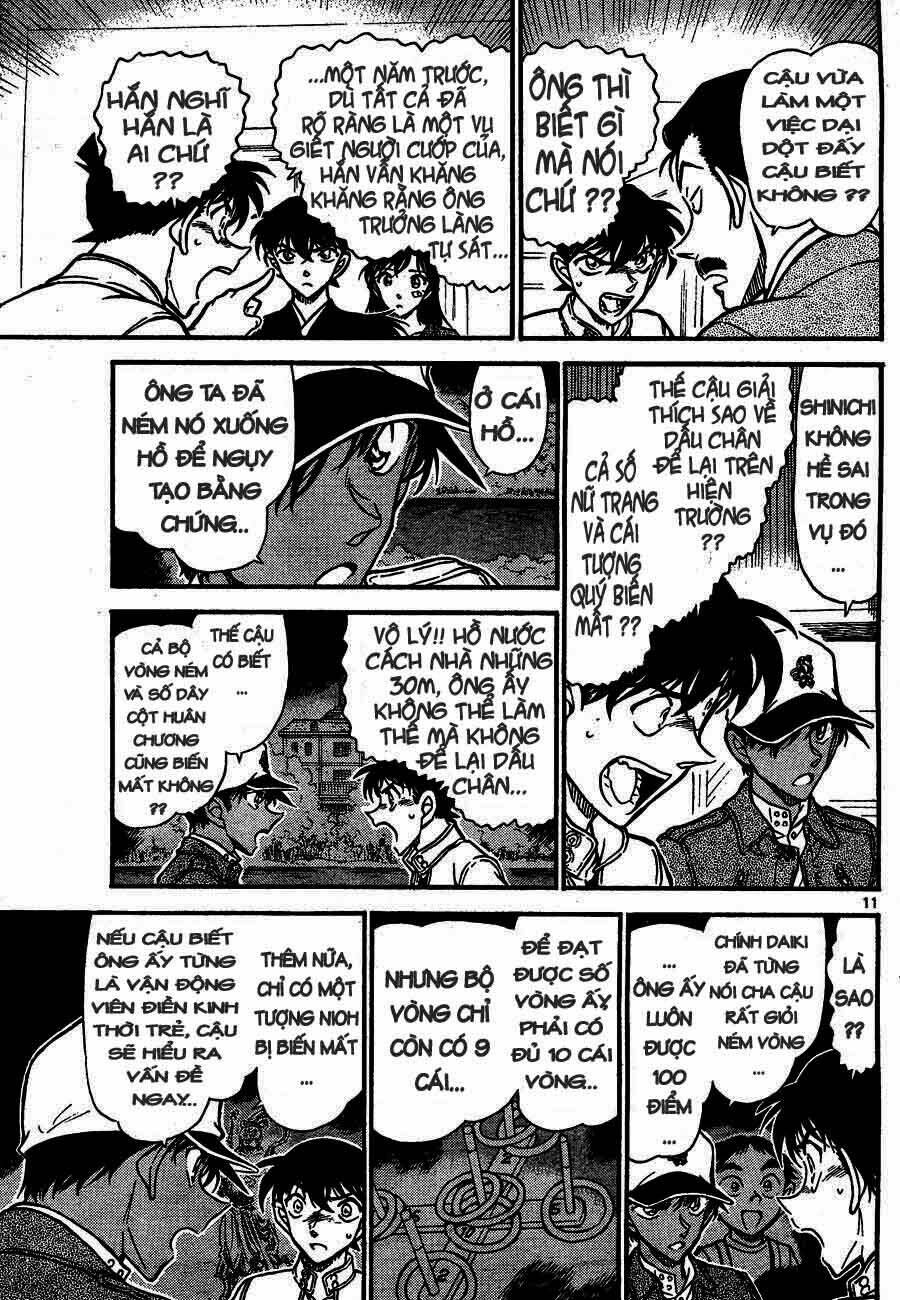 CẬU VỪA
LÀM MỘT
VIỆC DẠI
DỘT ĐẤY
CẬU BIẾT
KHÔNG ??
ÔNG THÌ
BIẾT GÌ
MÀ NÓI
CHỨ ??
...MỘT NĂM TRƯỚC,
DÙ TẤT CẢ ĐÃ
RÕ RÀNG LÀ MỘT VỤ
GIẾT NGƯỜI CƯỚP CỦA,
HẮN VẪN KHĂNG
KHĂNG RẰNG ÔNG
TRƯỞNG LÀNG
TỰ SÁT...
HẮN NGHĨ
HẮN LÀ
AI CHỨ
??
SHINICHI
KHÔNG
HỀ SAI
TRONG
VỤ ĐÓ
...
THẾ CẬU GIẢI
THÍCH SAO VỀ
DẤU CHÂN
ĐỂ LẠI TRÊN
HIỆN
TRƯỜNG
??
CẢ SỐ
NỮ TRANG
VÀ CÁI
TƯỢNG
QUÝ BIẾN
MẤT ??
Ở CÁI
HỒ...
ÔNG TA ĐÃ
NÉM NÓ XUỐNG
HỒ ĐỂ NGỤY
TẠO BẰNG
CHỨNG..
VÔ LÝ!! HỒ NƯỚC
CÁCH NHÀ NHỮNG
30M, ÔNG ẤY
KHÔNG THỂ LÀM
THẾ MÀ KHÔNG
ĐỂ LẠI DẤU
CHÂN...
THẾ CẬU
CÓ BIẾT
...
CẢ BỘ
VÒNG NÉM
VÀ SỐ DÂY
CỘT HUÂN
CHƯƠNG
CŨNG BIẾN
MẤT KHÔNG
??
11
LÀ
SAO
??
CHÍNH DAIKI
ĐÃ TỪNG
NÓI CHA CẬU
RẤT GIỎI
NÉM VÒNG ...
...
ÔNG ẤY
LUÔN
ĐƯỢC
100
ĐIỂM
...
ĐỂ ĐẠT
ĐƯỢC SỐ
VÒNG ẤY,
PHẢI CÓ
ĐỦ 10 CÁI
VÒNG..
NHƯNG BỘ
VÒNG CHỈ
CÒN CÓ 9
CÁI...
THÊM NỮA,
CHỈ CÓ MỘT
TƯỢNG NIOH
BỊ BIẾN MẤT
...
NẾU CẬU BIẾT
ÔNG ẤY TỪNG
LÀ VẬN ĐỘNG
VIÊN ĐIỀN KINH
THỜI TRẺ, CẬU
SẼ HIỂU RA
VẤN ĐỀ
NGAY...